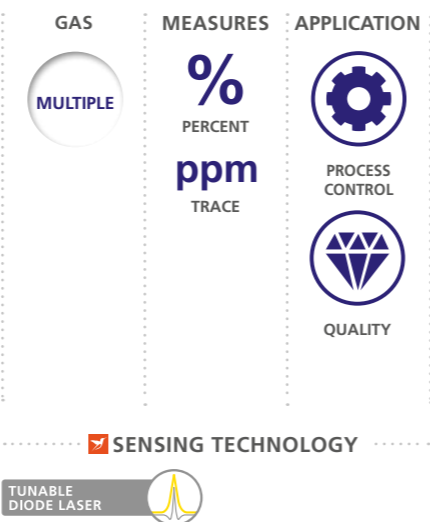 GAS
MULTIPLE
MEASURES
%
PERCENT
ppm
TRACE
APPLICATION
PROCESS
CONTROL
QUALITY
SENSING TECHNOLOGY
TUNABLE
DIODE LASER